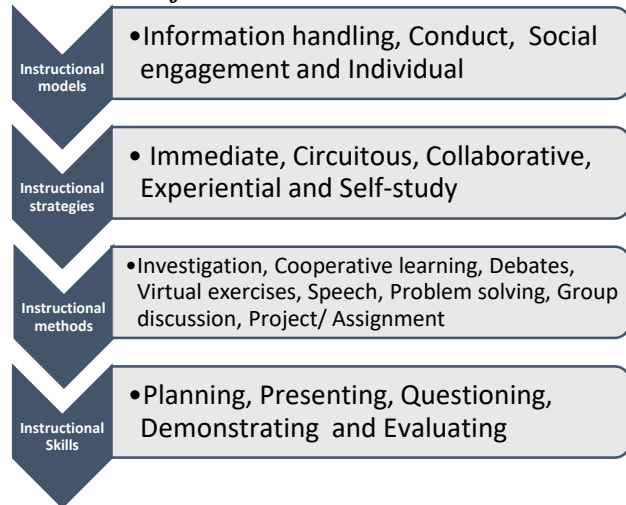 Instructional
models
•Information handling, Conduct, Social
engagement and Individual
Instructional
strategies
• Immediate, Circuitous, Collaborative,
Experiential and Self-study
Instructional
methods
•Investigation, Cooperative learning, Debates,
Virtual exercises, Speech, Problem solving, Group
discussion, Project/ Assignment
Instructional
Skills
•Planning, Presenting, Questioning,
Demonstrating and Evaluating